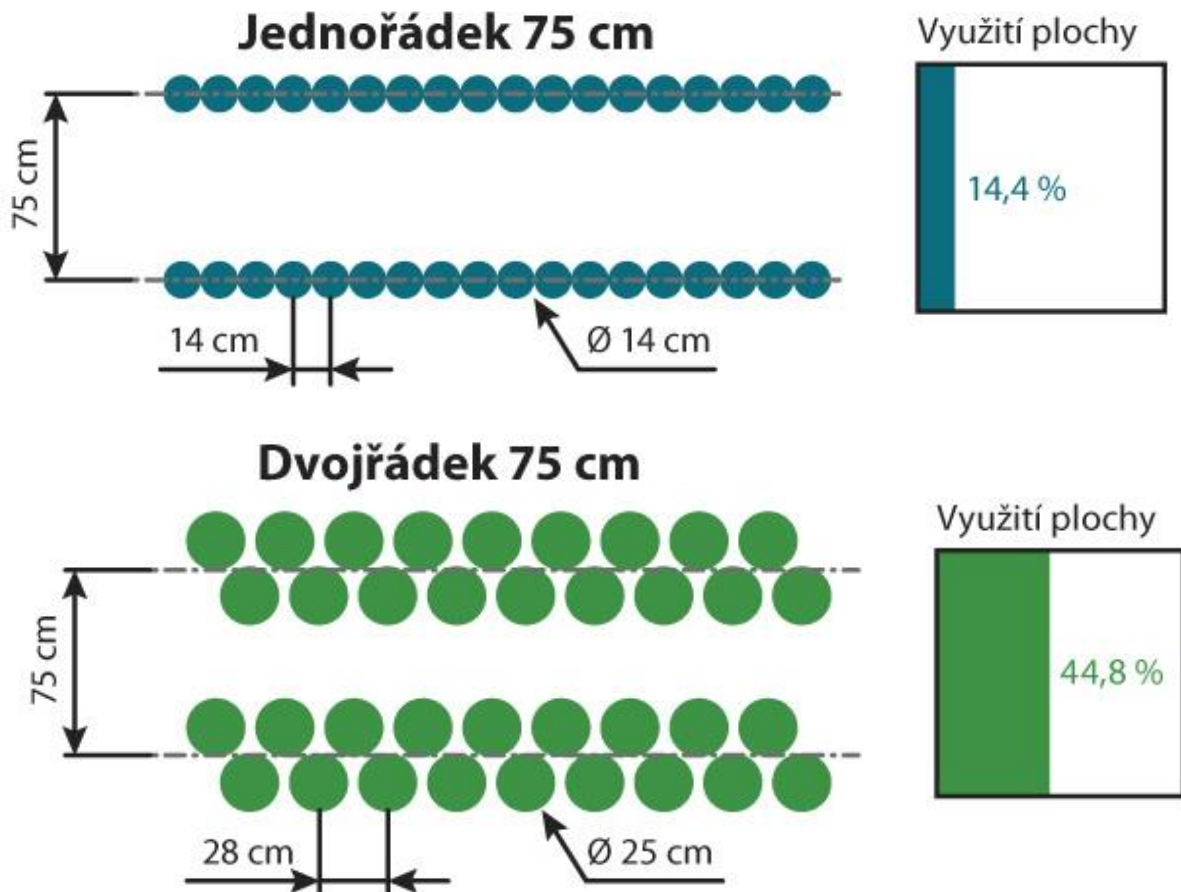 Jednořádek 75 cm
Využití plochy
75 cm
14,4 %
14 cm
Ø 14 cm
Dvojřádek 75 cm
Využití plochy
75 cm
44,8 %
28 cm
Ø 25 cm